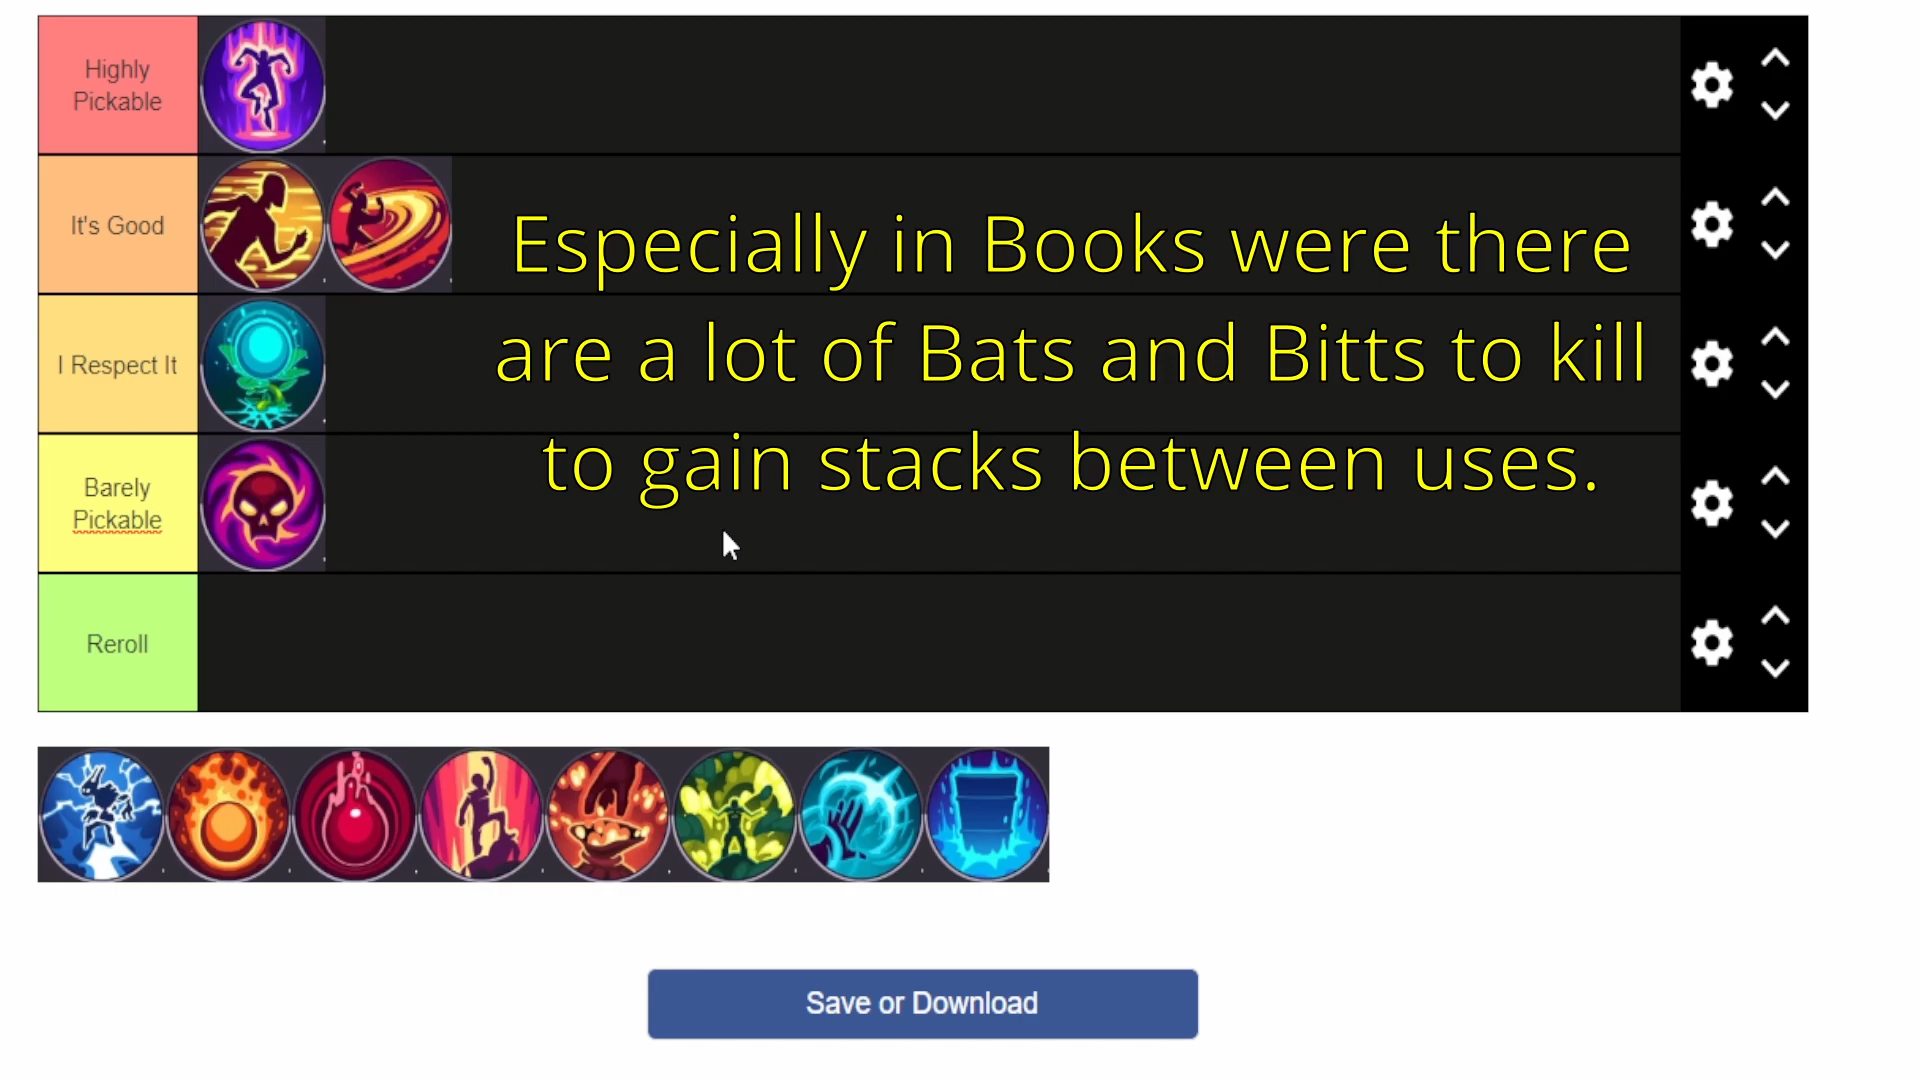 Highly
Pickable
It's Good
I Respect It
Barely
Pickable
Reroll
Especially in Books were there
are a lot of Bats and Bitts to kill
to gain stacks between uses.
Save or Download